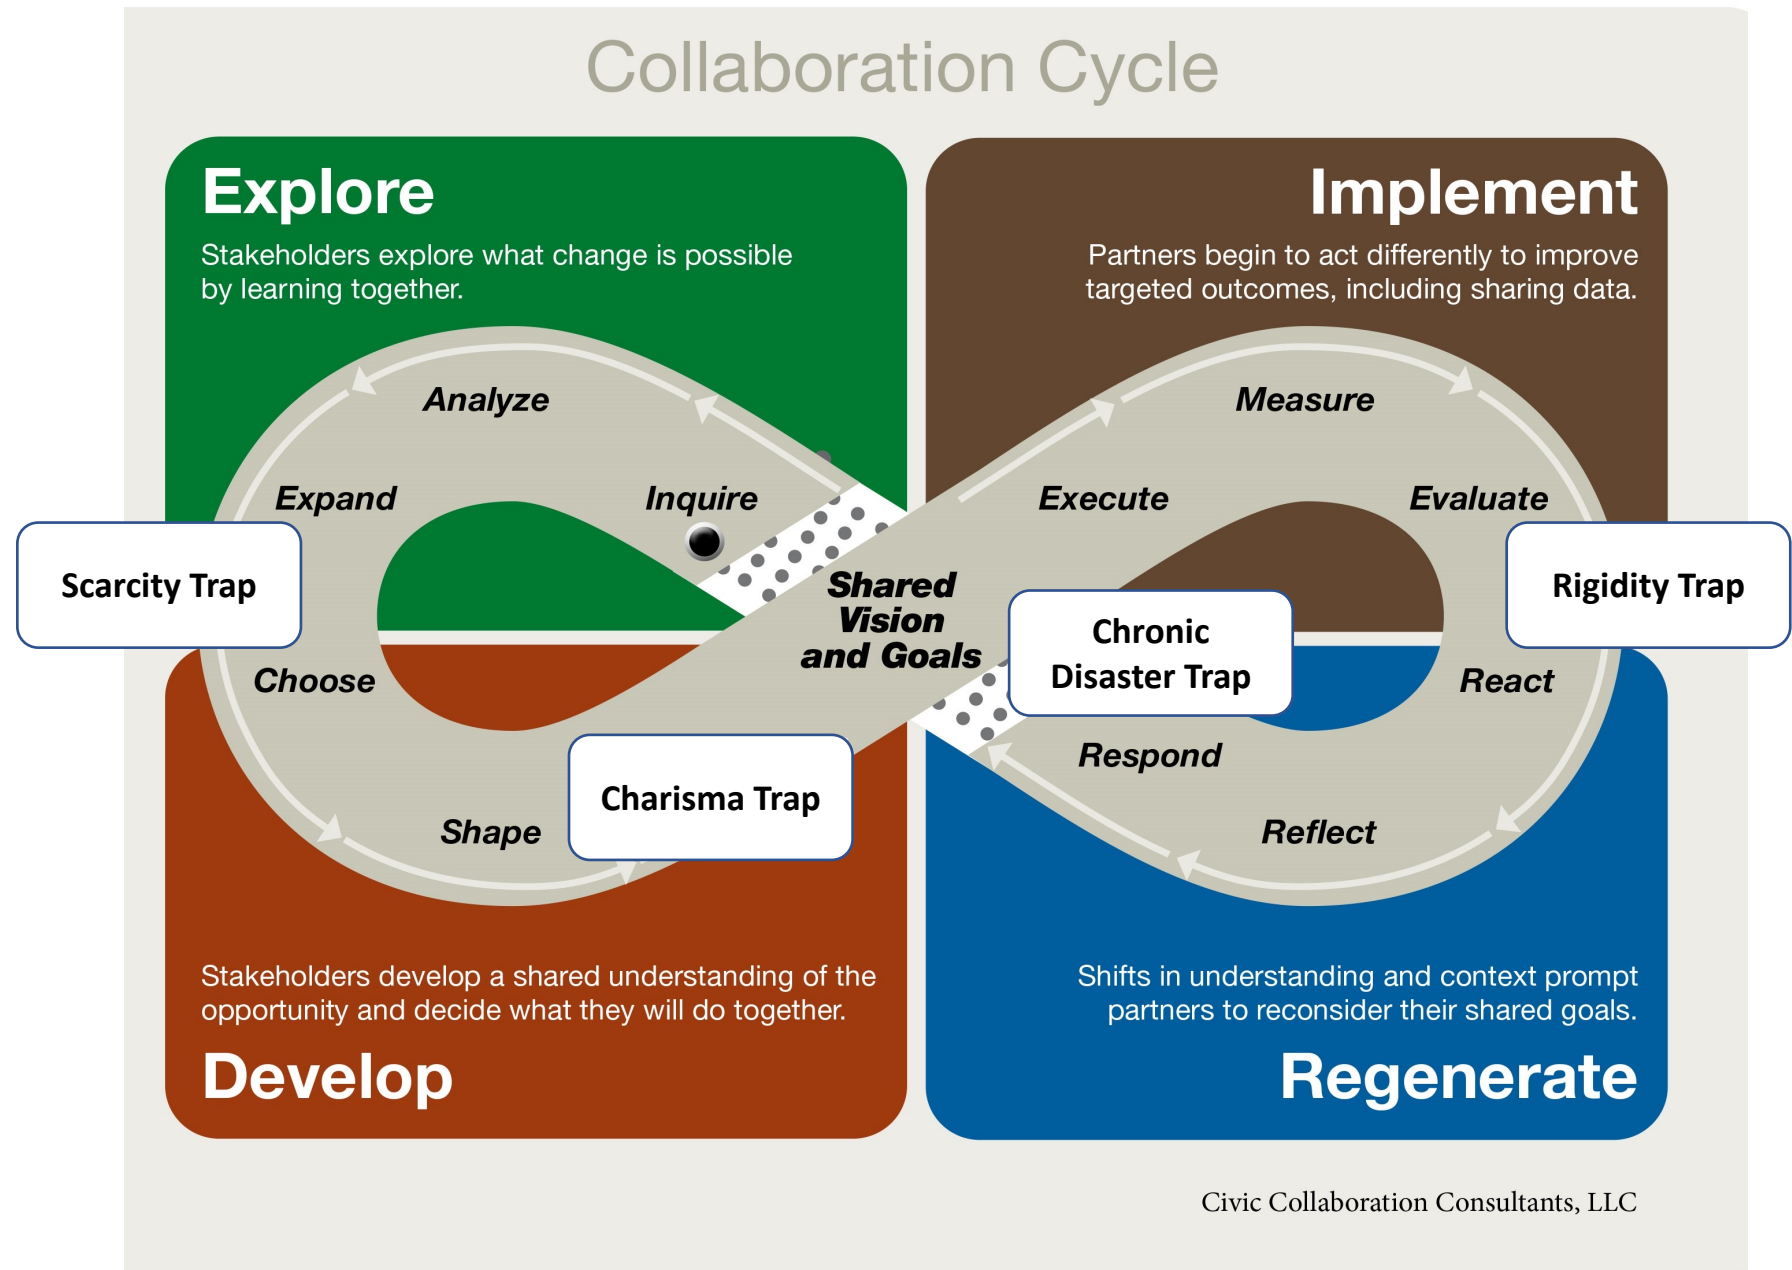 Collaboration Cycle
Explore
Stakeholders explore what change is possible
by learning together.
Implement
Partners begin to act differently to improve
targeted outcomes, including sharing data.
Analyze
Expand
Inquire
Measure
Execute
Evaluate
Scarcity Trap
Shared
Vision
and Goals
Chronic
Disaster Trap
Rigidity Trap
Choose
React
Shape
Charisma Trap
Respond
Reflect
Stakeholders develop a shared understanding of the
opportunity and decide what they will do together.
Develop
Shifts in understanding and context prompt
partners to reconsider their shared goals.
Regenerate
Civic Collaboration Consultants, LLC